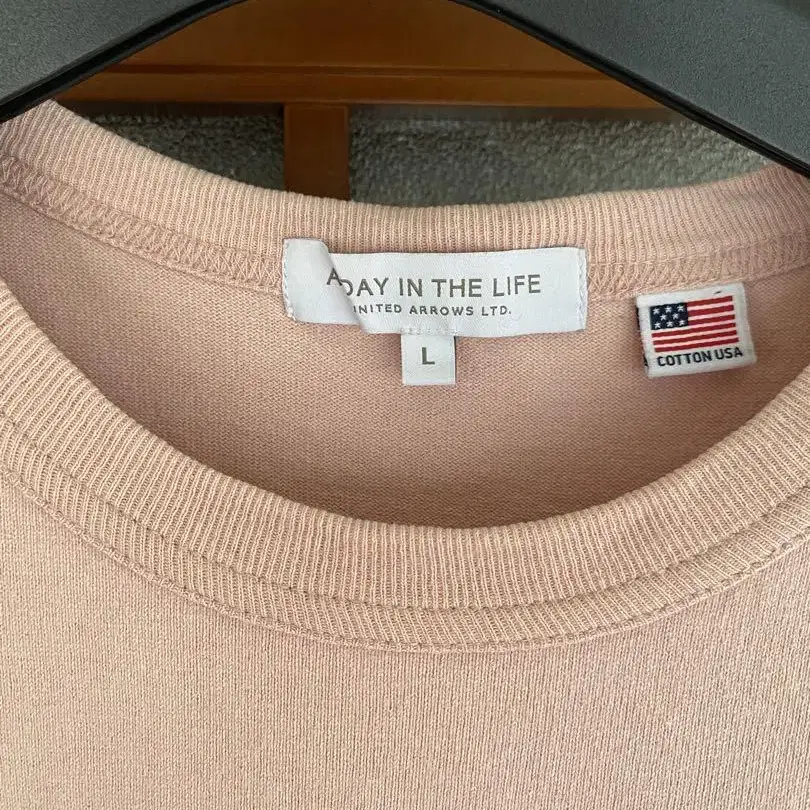 A DAY IN THE LIFE
UNITED ARROWS LTD.
L
COTTON USA